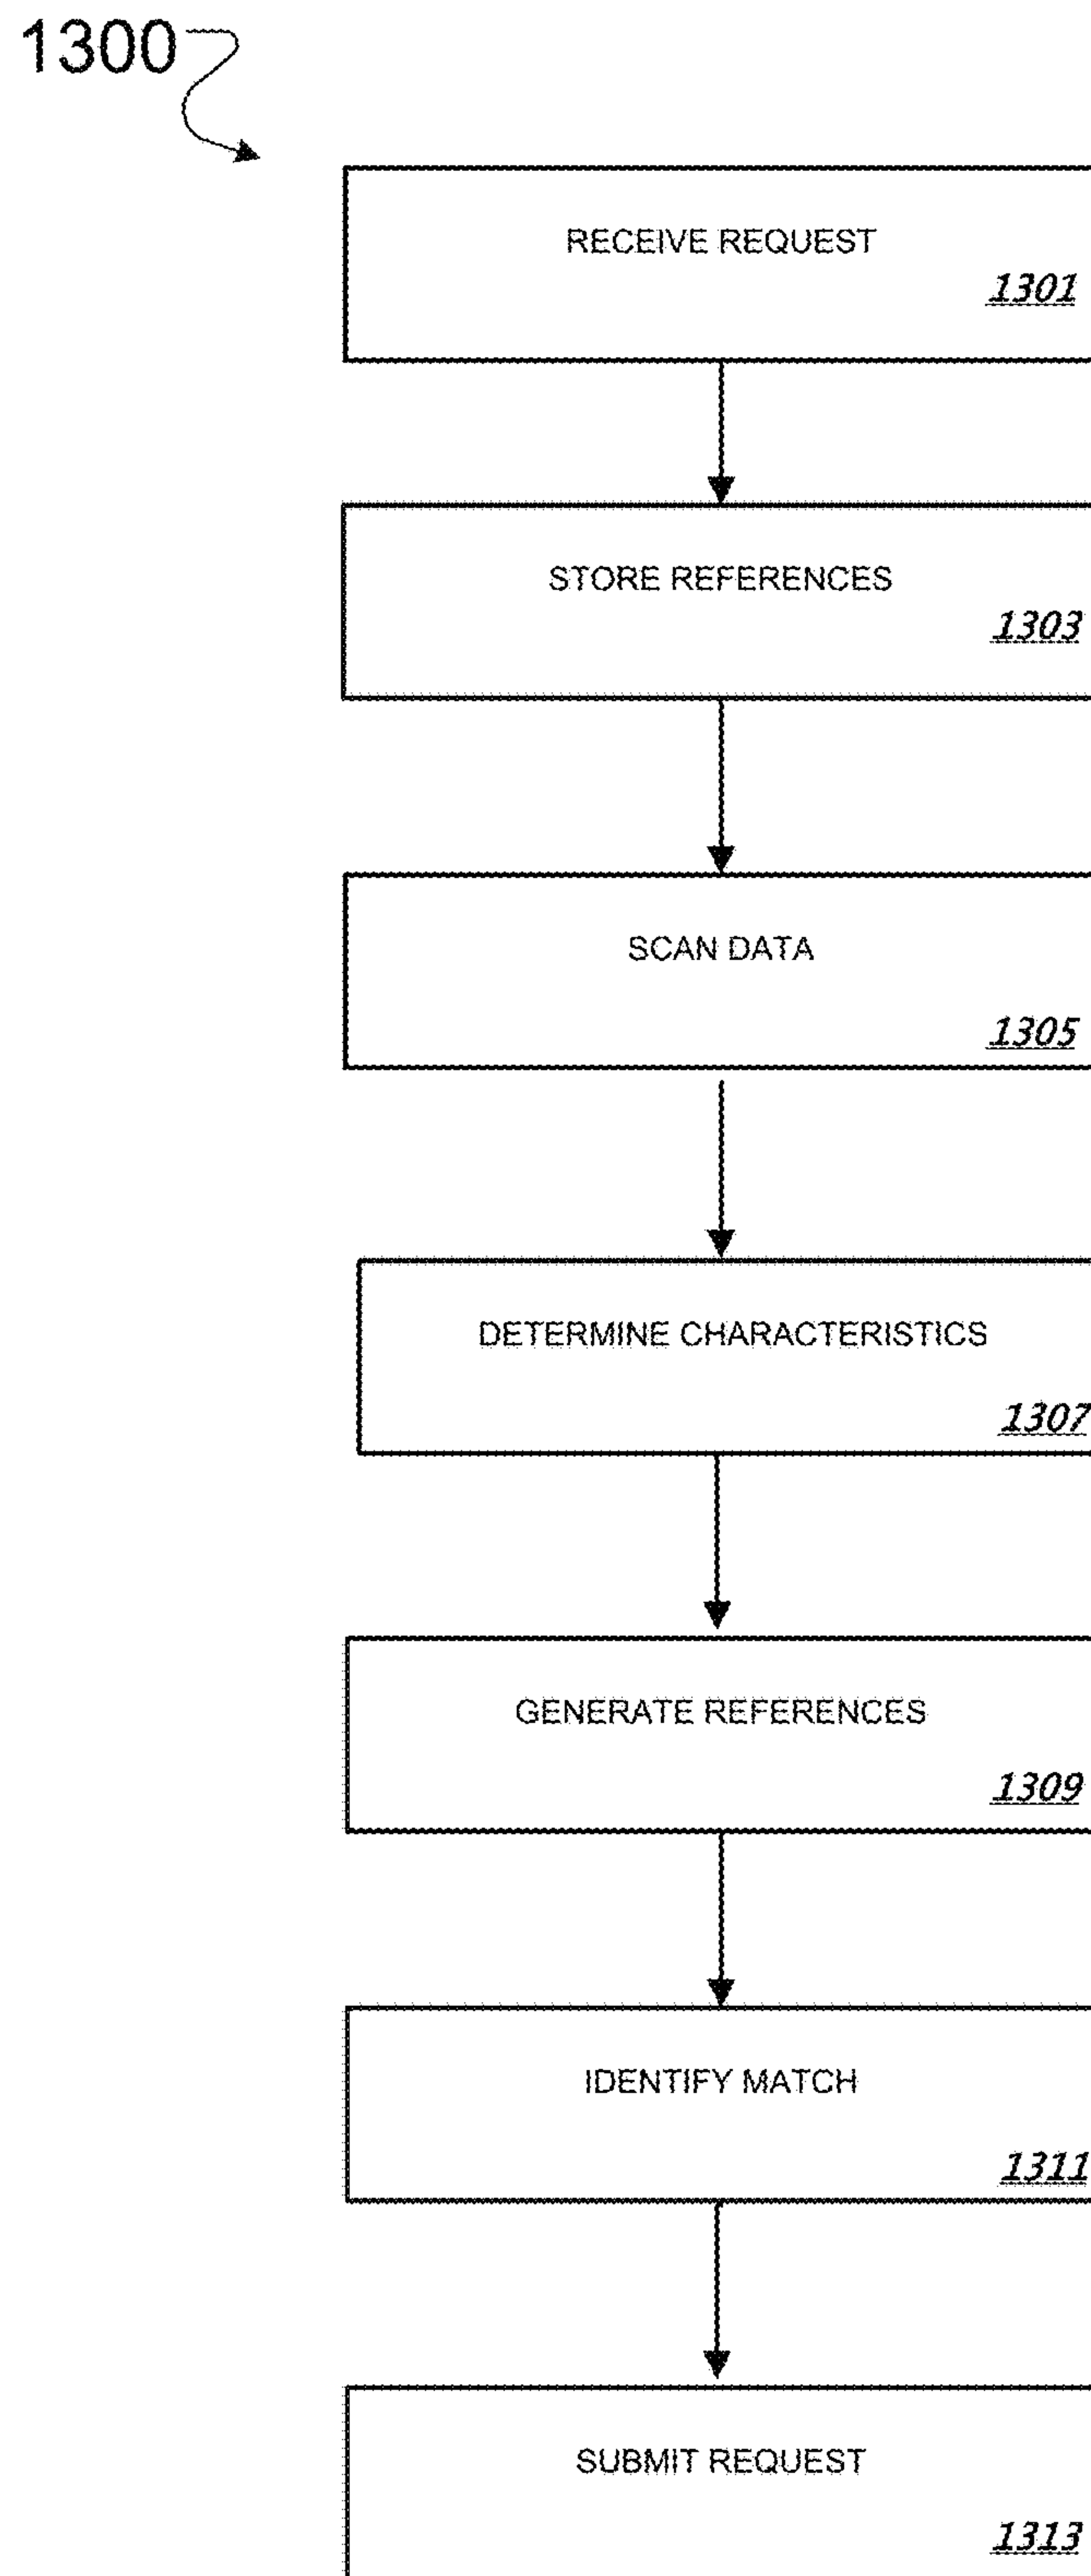 1300
RECEIVE REQUEST
1301
STORE REFERENCES
1303
SCAN DATA
1305
DETERMINE CHARACTERISTICS
1307
GENERATE REFERENCES
1309
IDENTIFY MATCH
1311
SUBMIT REQUEST
1313